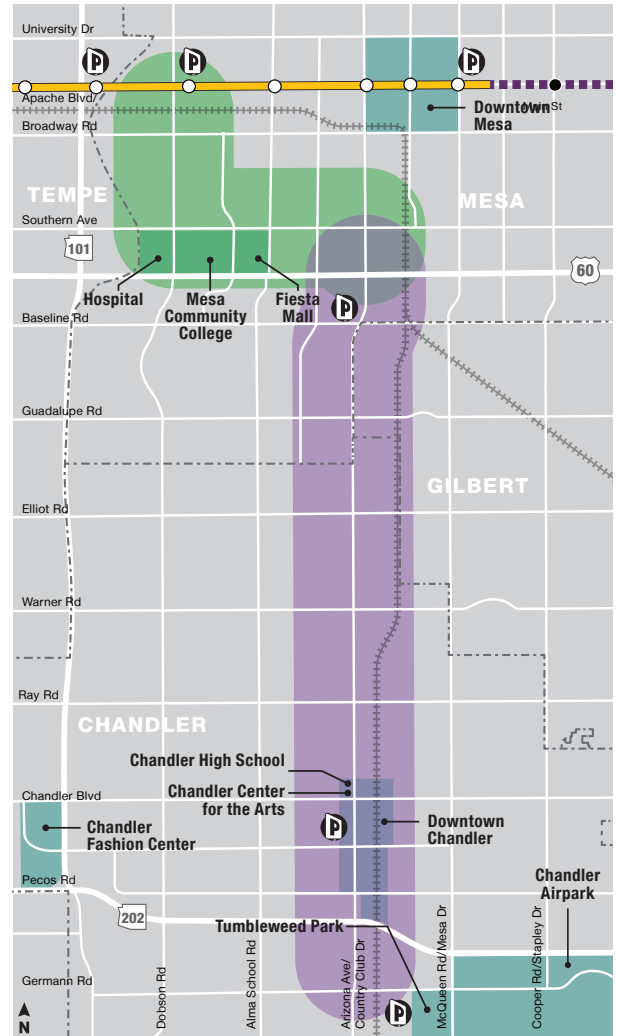 University Dr
P
P
P
Apache Blvd/
Main St
Downtown
Mesa
Broadway Rd
TEMPE
MESA
Southern Ave
101
60
Hospital
Mesa
Community
College
Fiesta
Mall
P
Baseline Rd
Guadalupe Rd
GILBERT
Elliot Rd
Warner Rd
Ray Rd
CHANDLER
Chandler High School
Chandler Center
for the Arts
Chandler Blvd
P
Chandler
Fashion Center
Downtown
Chandler
Pecos Rd
Chandler
Airpark
202
Tumbleweed Park
Germann Rd
Dobson Rd
Alma School Rd
Arizona Ave/
Country Club Dr
McQueen Rd/Mesa Dr
Cooper Rd/Stapley Dr
P
N